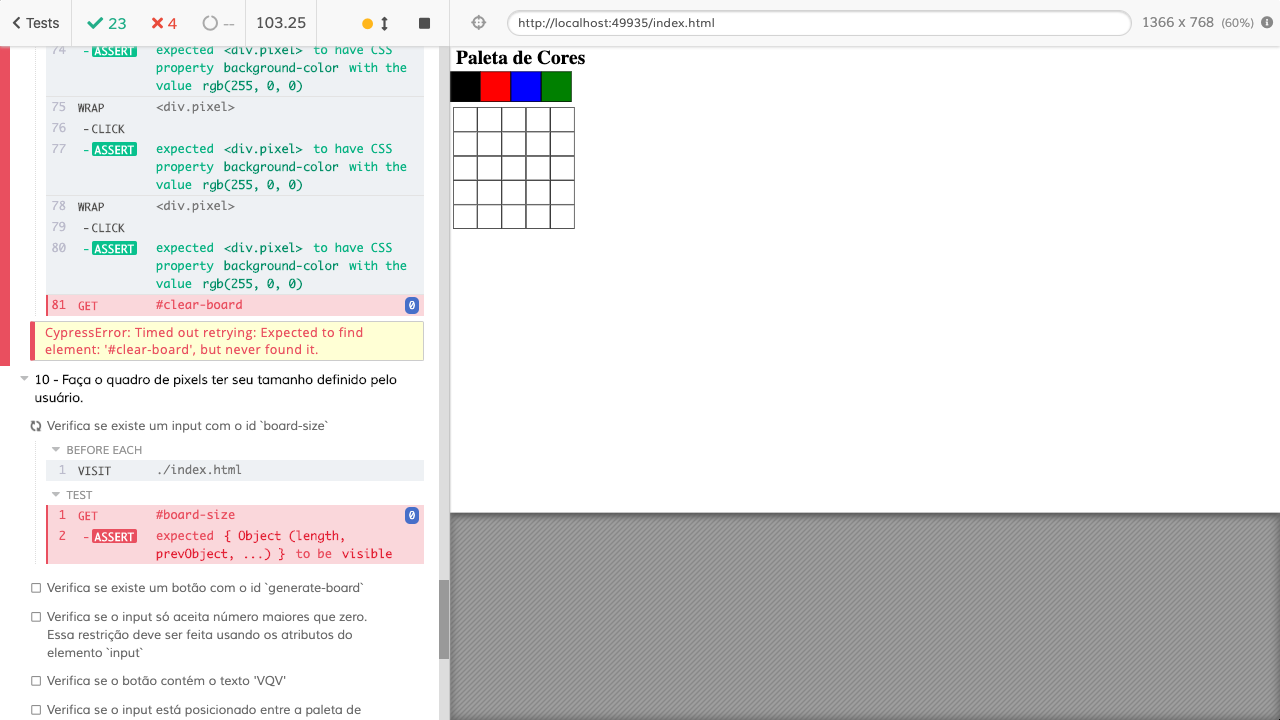 Tests 23 4 -- 103.25 http://localhost:49935/index.html 1366 x 768 (60%)
74 -ASSERT expected <div.pixel> to have CSS
property background-color with the
value rgb(255, 0, 0)
75 WRAP <div.pixel>
76 -CLICK
77 -ASSERT expected <div.pixel> to have CSS
property background-color with the
value rgb(255, 0, 0)
78 WRAP <div.pixel>
79 -CLICK
80 -ASSERT expected <div.pixel> to have CSS
property background-color with the
value rgb(255, 0, 0)
81 GET #clear-board 0
CypressError: Timed out retrying: Expected to find
element: '#clear-board', but never found it.
10 - Faça o quadro de pixels ter seu tamanho definido pelo
usuário.
Verifica se existe um input com o id `board-size`
BEFORE EACH
1 VISIT ./index.html
TEST
1 GET #board-size 0
2 -ASSERT expected { Object (length,
prevObject, ...) } to be visible
Verifica se existe um botão com o id `generate-board`
Verifica se o input só aceita número maiores que zero.
Essa restrição deve ser feita usando os atributos do
elemento `input`
Verifica se o botão contém o texto 'VQV'
Verifica se o input está posicionado entre a paleta de
Paleta de Cores